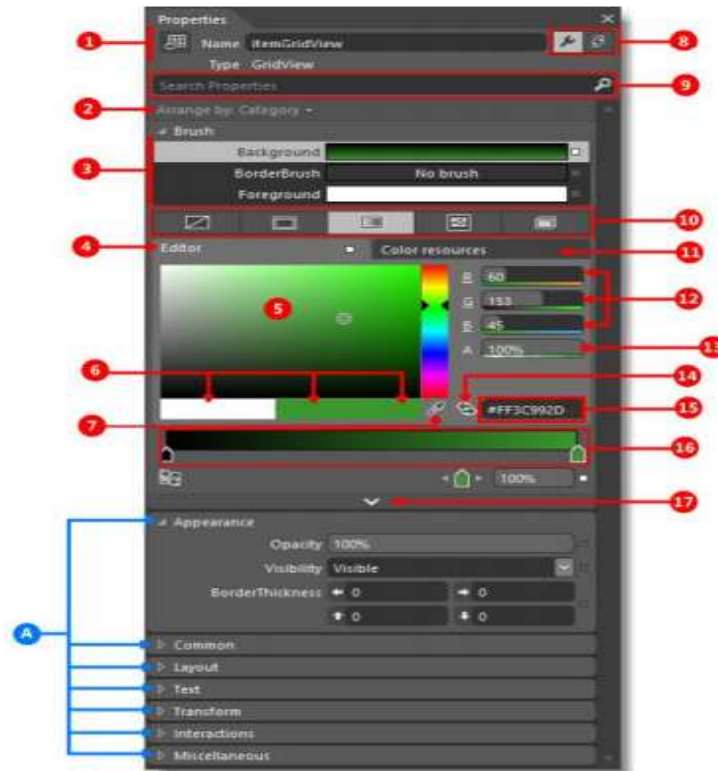 Properties
1
Name itemGridView
8
Type GridView
Search Properties
9
2
Arrange by: Category
Brush
Background
3
BorderBrush No brush
Foreground
10
4
Editor
Color resources
11
R 60
5
G 153
12
B 45
A 100%
13
6
14
#FF3C992D
15
7
16
100%
17
Appearance
Opacity 100%
Visibility Visible
BorderThickness 0 0
0 0
A
Common
Layout
Text
Transform
Interactions
Miscellaneous